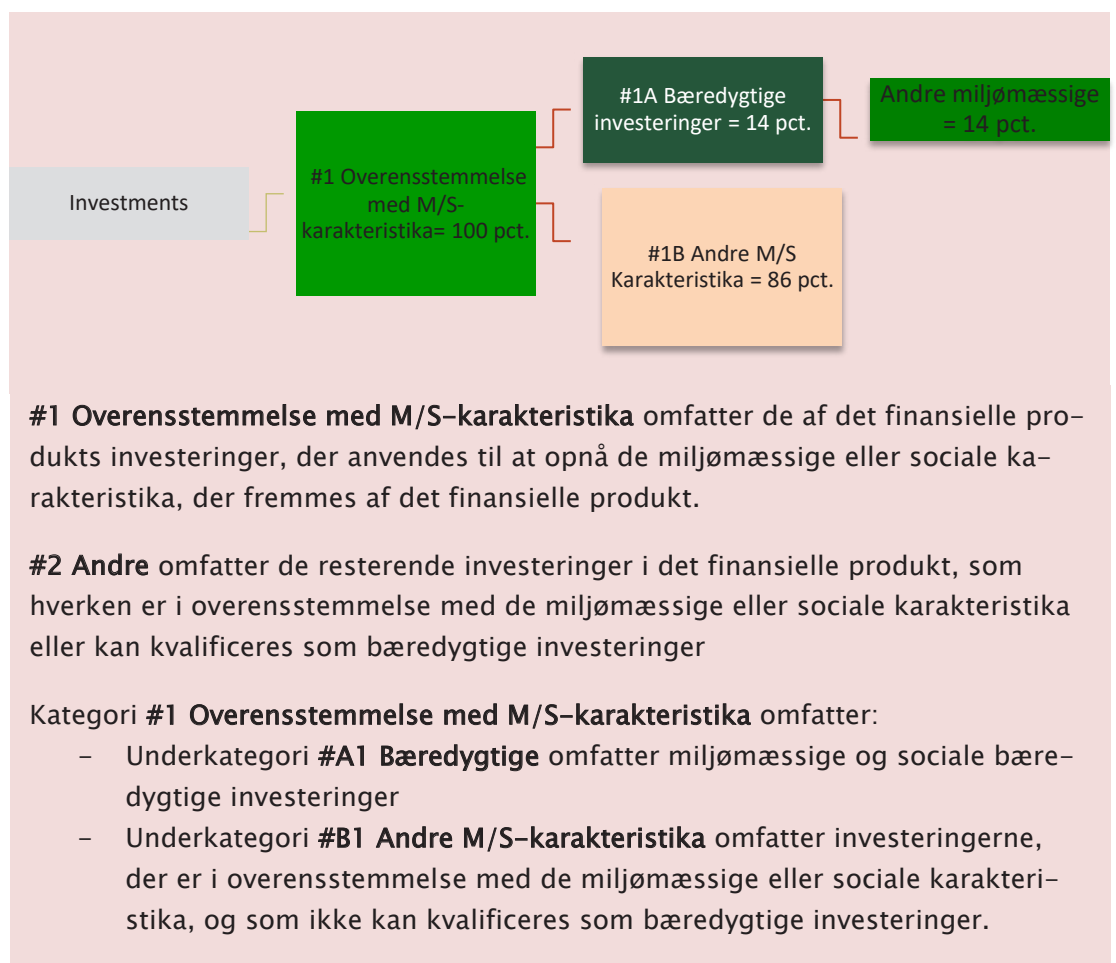 Investments
#1 Overensstemmelse
med M/S-
karakteristika= 100 pct.
#1A Bæredygtige
investeringer = 14 pct.
Andre miljømæssige
= 14 pct.
#1B Andre M/S
Karakteristika = 86 pct.
#1 Overensstemmelse med M/S-karakteristika omfatter de af det finansielle pro-
dukts investeringer, der anvendes til at opnå de miljømæssige eller sociale ka-
rakteristika, der fremmes af det finansielle produkt.
#2 Andre omfatter de resterende investeringer i det finansielle produkt, som
hverken er i overensstemmelse med de miljømæssige eller sociale karakteristika
eller kan kvalificeres som bæredygtige investeringer
Kategori #1 Overensstemmelse med M/S-karakteristika omfatter:
- Underkategori #A1 Bæredygtige omfatter miljømæssige og sociale bære-
dygtige investeringer
- Underkategori #B1 Andre M/S-karakteristika omfatter investeringerne,
der er i overensstemmelse med de miljømæssige eller sociale karakteri-
stika, og som ikke kan kvalificeres som bæredygtige investeringer.